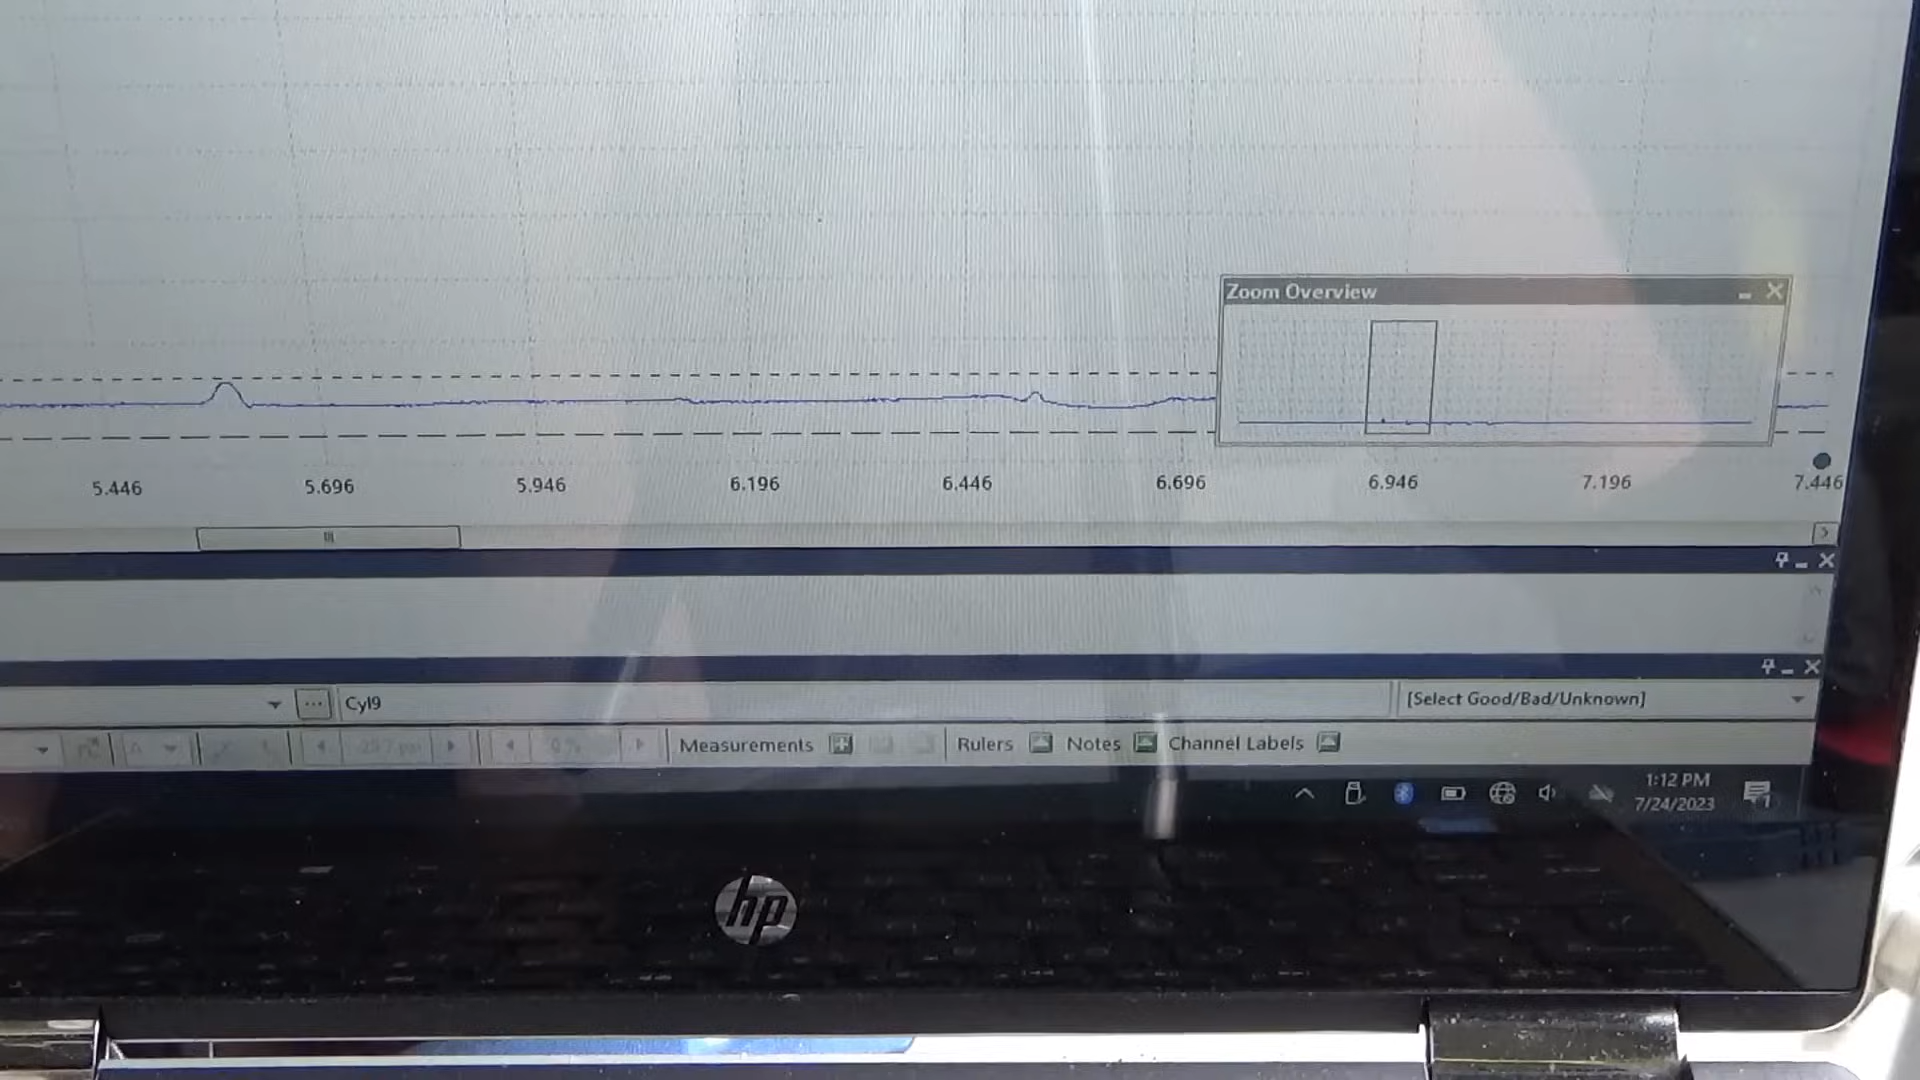 Zoom Overview
5.446 5.696 5.946 6.196 6.446 6.696 6.946 7.196 7.446
Cyl9 [Select Good/Bad/Unknown]
Measurements Rulers Notes Channel Labels
1:12 PM
7/24/2023
hp